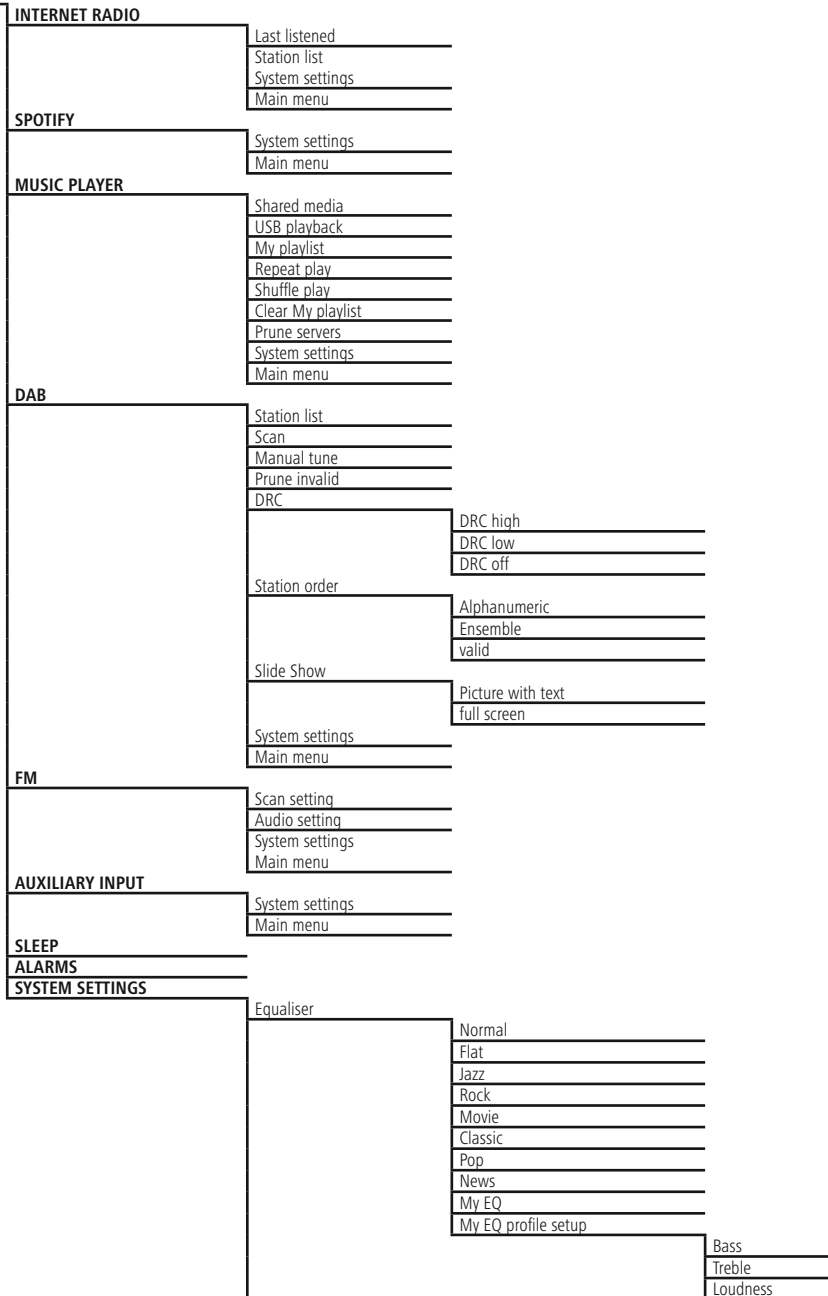 INTERNET RADIO
Last listened
Station list
System settings
Main menu
SPOTIFY
System settings
Main menu
MUSIC PLAYER
Shared media
USB playback
My playlist
Repeat play
Shuffle play
Clear My playlist
Prune servers
System settings
Main menu
DAB
Station list
Scan
Manual tune
Prune invalid
DRC
DRC high
DRC low
DRC off
Station order
Alphanumeric
Ensemble
valid
Slide Show
Picture with text
full screen
System settings
Main menu
FM
Scan setting
Audio setting
System settings
Main menu
AUXILIARY INPUT
System settings
Main menu
SLEEP
ALARMS
SYSTEM SETTINGS
Equaliser
Normal
Flat
Jazz
Rock
Movie
Classic
Pop
News
My EQ
My EQ profile setup
Bass
Treble
Loudness